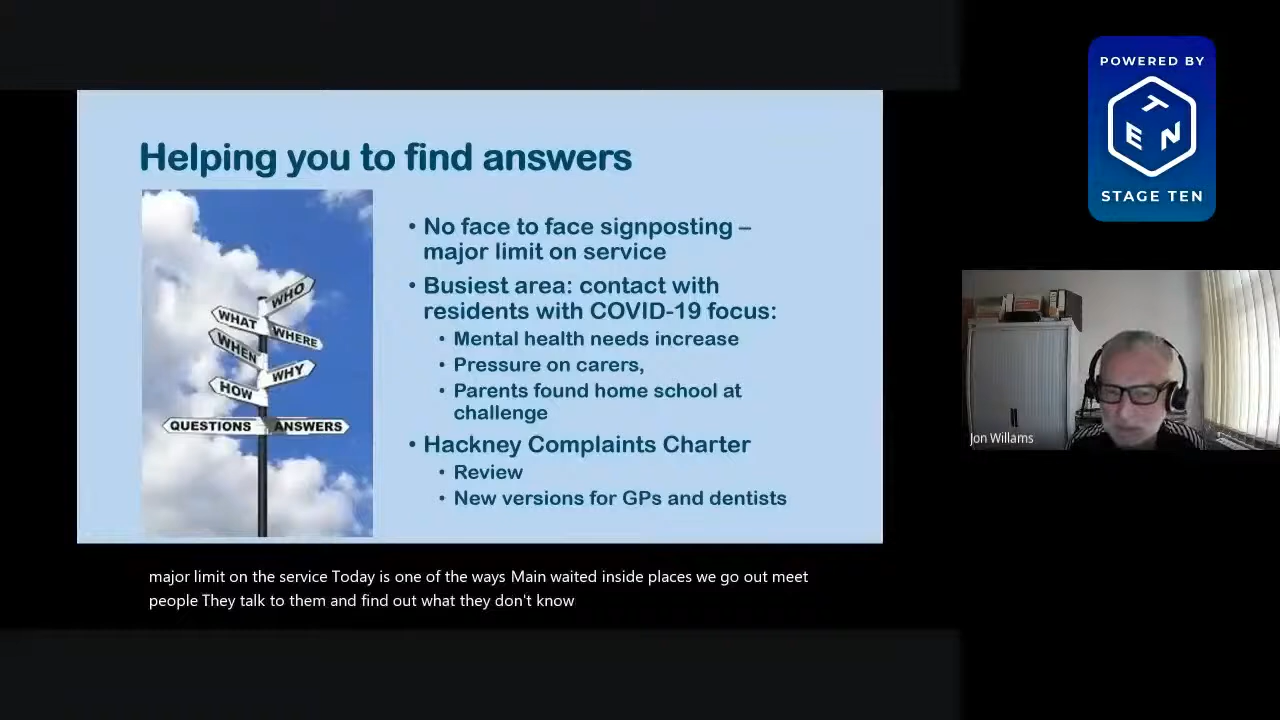 POWERED BY
TEN
STAGE TEN
Helping you to find answers
WHO
WHAT
WHERE
WHEN
WHY
HOW
QUESTIONS
ANSWERS
• No face to face signposting –
major limit on service
• Busiest area: contact with
residents with COVID-19 focus:
• Mental health needs increase
• Pressure on carers,
• Parents found home school at
challenge
• Hackney Complaints Charter
• Review
• New versions for GPs and dentists
Jon Willams
major limit on the service Today is one of the ways Main waited inside places we go out meet
people They talk to them and find out what they don't know